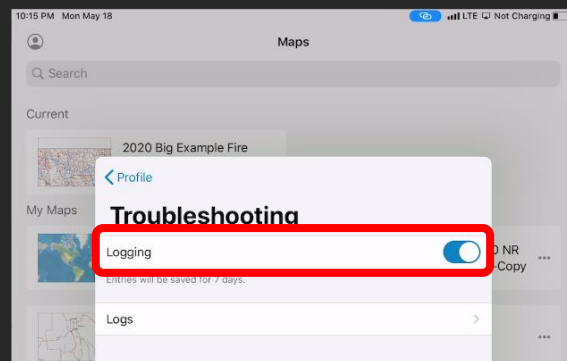 10:15 PM Mon May 18
LTE Not Charging
Maps
Search
Current
2020 Big Example Fire
Profile
My Maps
Troubleshooting
Logging
0 NR
-Copy
Entries will be saved for 7 days.
Logs